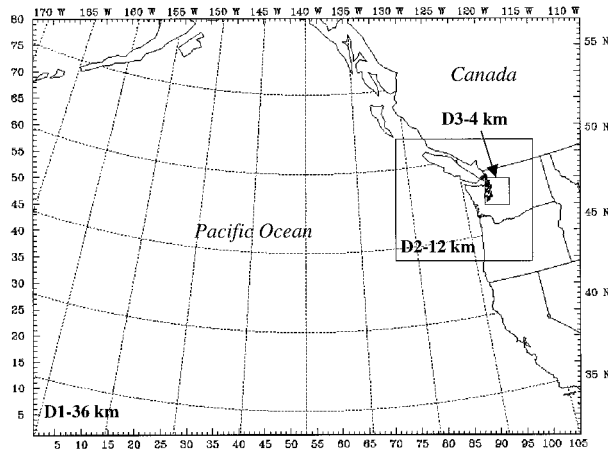 170 W 165 W 160 W 155 W 150 W 145 W 140 W 135 W 130 W 125 W 120 W 115 W 110 W
80
75
70
65
60
55
50
45
40
35
30
25
20
15
10
5
55 N
50 N
45 N
40 N
35 N
Canada
D3-4 km
Pacific Ocean
D2-12 km
D1-36 km
5 10 15 20 25 30 35 40 45 50 55 60 65 70 75 80 85 90 95 100 105